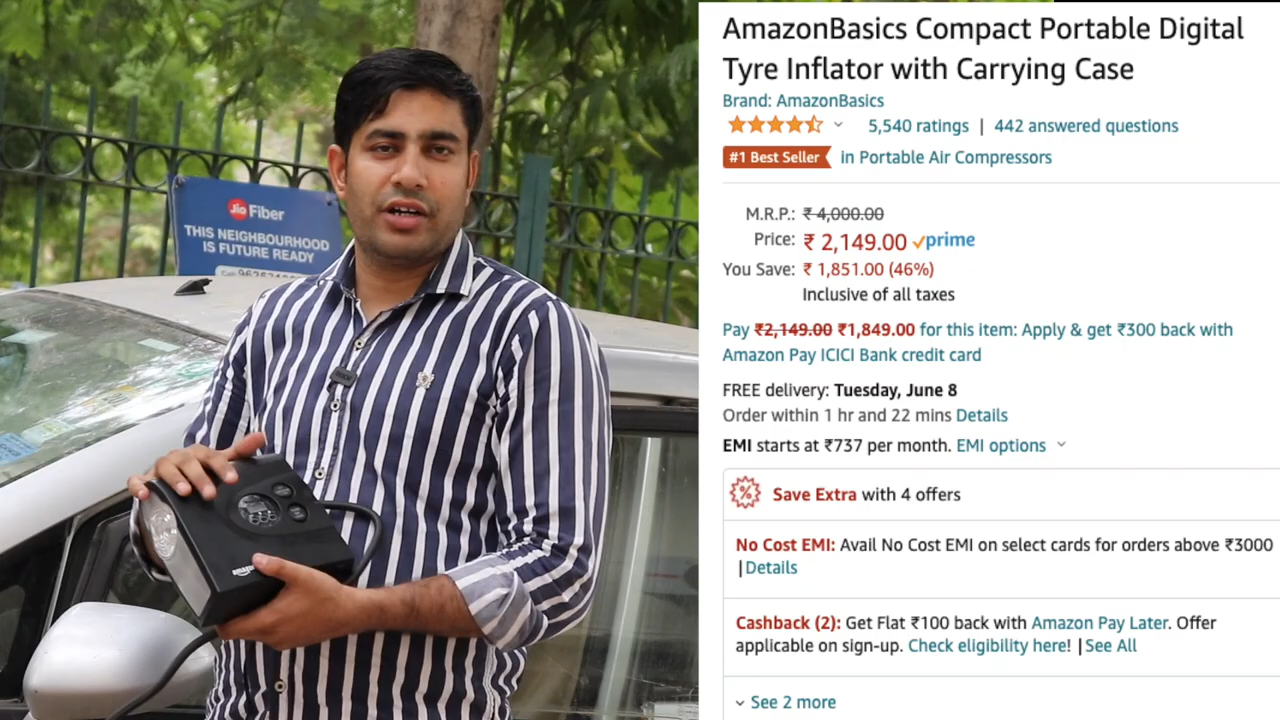 Jio Fiber
THIS NEIGHBOURHOOD
IS FUTURE READY
amazon
AmazonBasics Compact Portable Digital
Tyre Inflator with Carrying Case
Brand: AmazonBasics
5,540 ratings | 442 answered questions
#1 Best Seller in Portable Air Compressors
M.R.P.: ₹ 4,000.00
Price: ₹ 2,149.00 prime
You Save: ₹ 1,851.00 (46%)
Inclusive of all taxes
Pay ₹2,149.00 ₹1,849.00 for this item: Apply & get ₹300 back with
Amazon Pay ICICI Bank credit card
FREE delivery: Tuesday, June 8
Order within 1 hr and 22 mins Details
EMI starts at ₹737 per month. EMI options
Save Extra with 4 offers
No Cost EMI: Avail No Cost EMI on select cards for orders above ₹3000
|Details
Cashback (2): Get Flat ₹100 back with Amazon Pay Later. Offer
applicable on sign-up. Check eligibility here! |See All
See 2 more